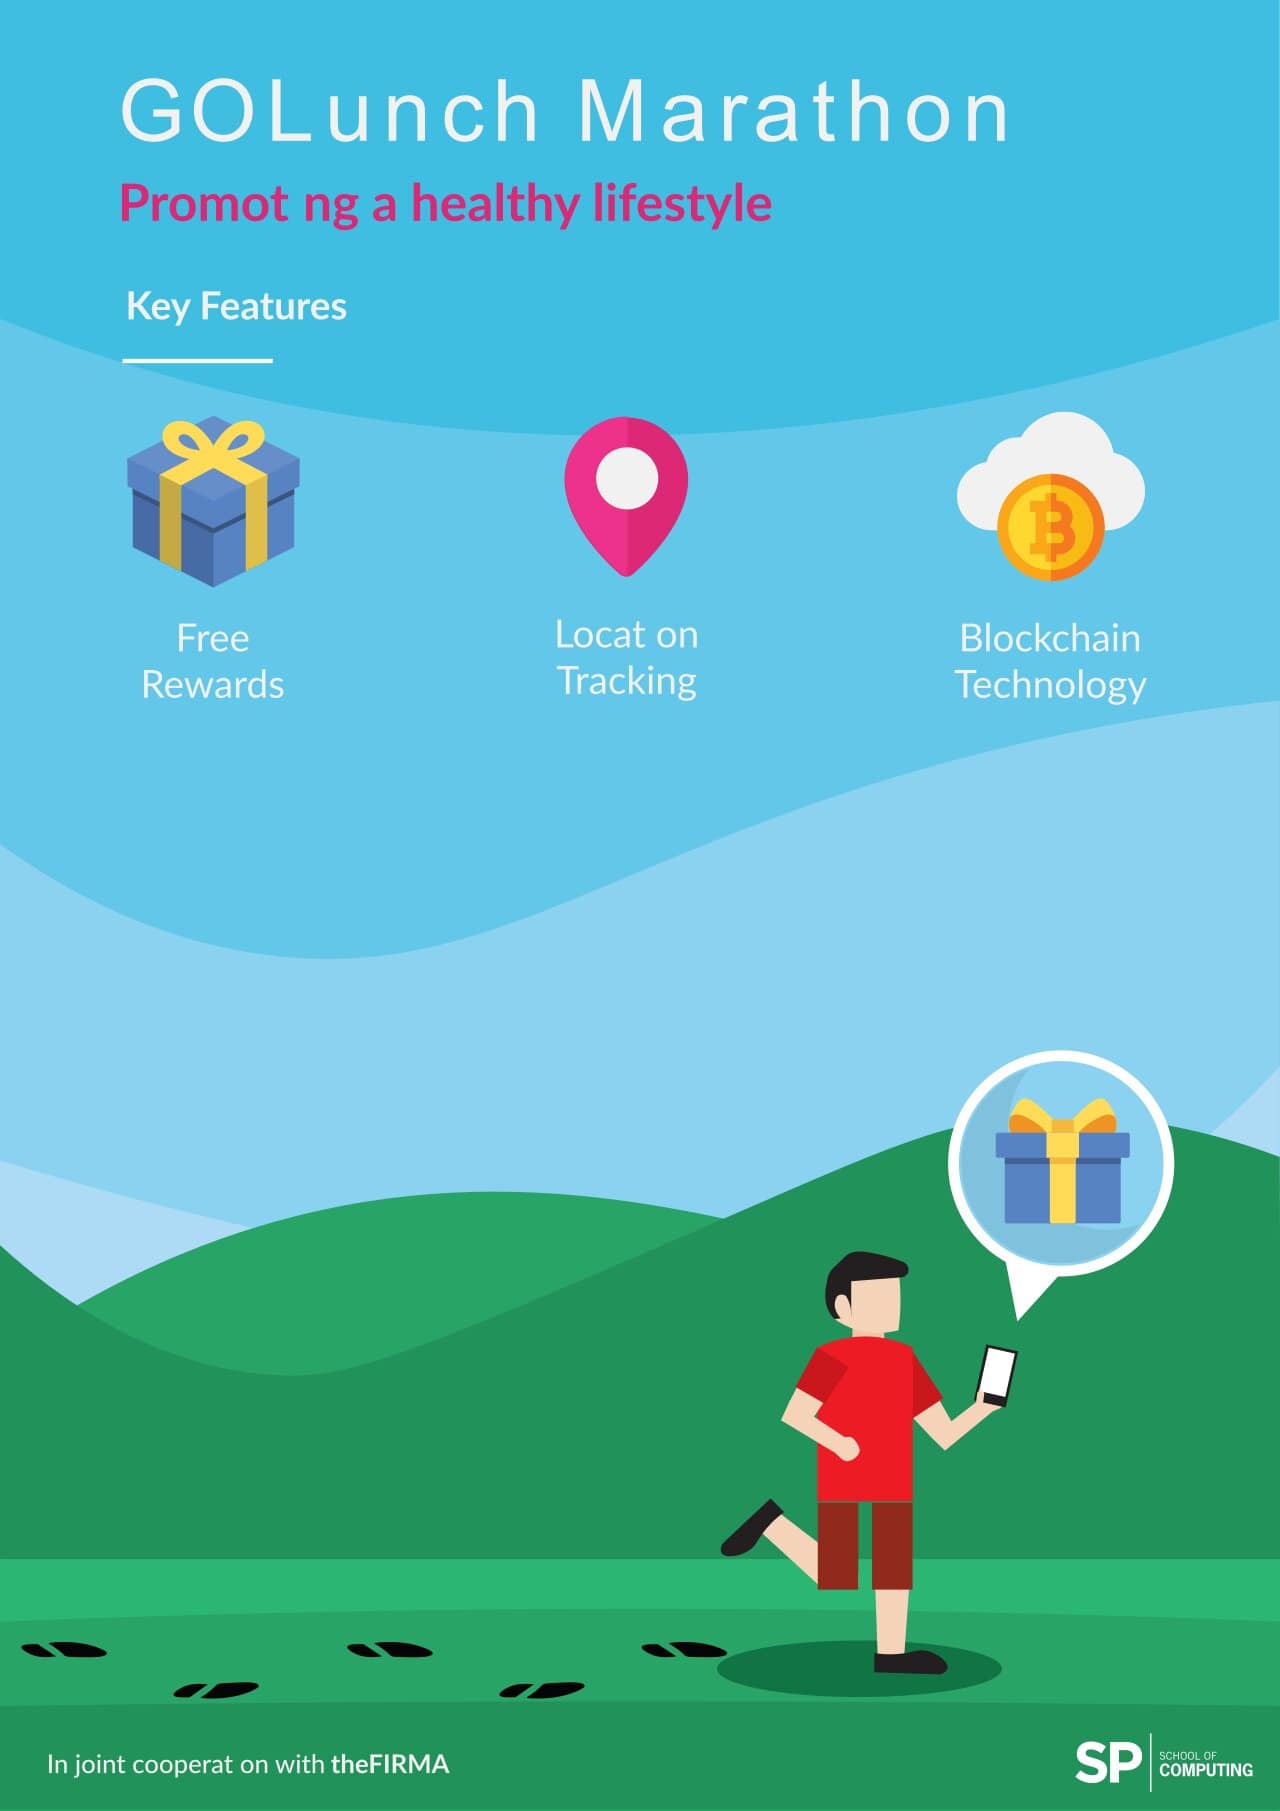 GOLunch Marathon
Promot ng a healthy lifestyle
Key Features
Free
Rewards
Locat on
Tracking
Blockchain
Technology
In joint cooperat on with theFIRMA
SP
SCHOOL OF
COMPUTING